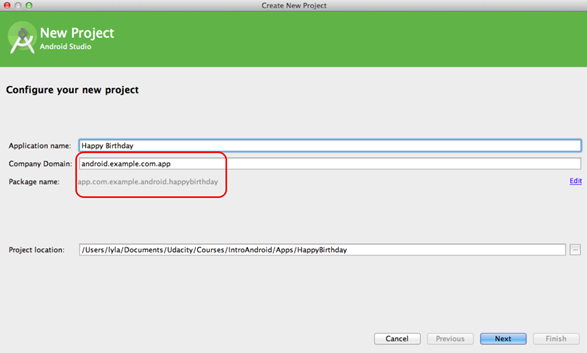 Create New Project
New Project
Android Studio
Configure your new project
Application name: Happy Birthday
Company Domain: android.example.com.app
Package name: app.com.example.android.happybirthday Edit
Project location: /Users/lyla/Documents/Udacity/Courses/IntroAndroid/Apps/HappyBirthday ...
Cancel Previous Next Finish